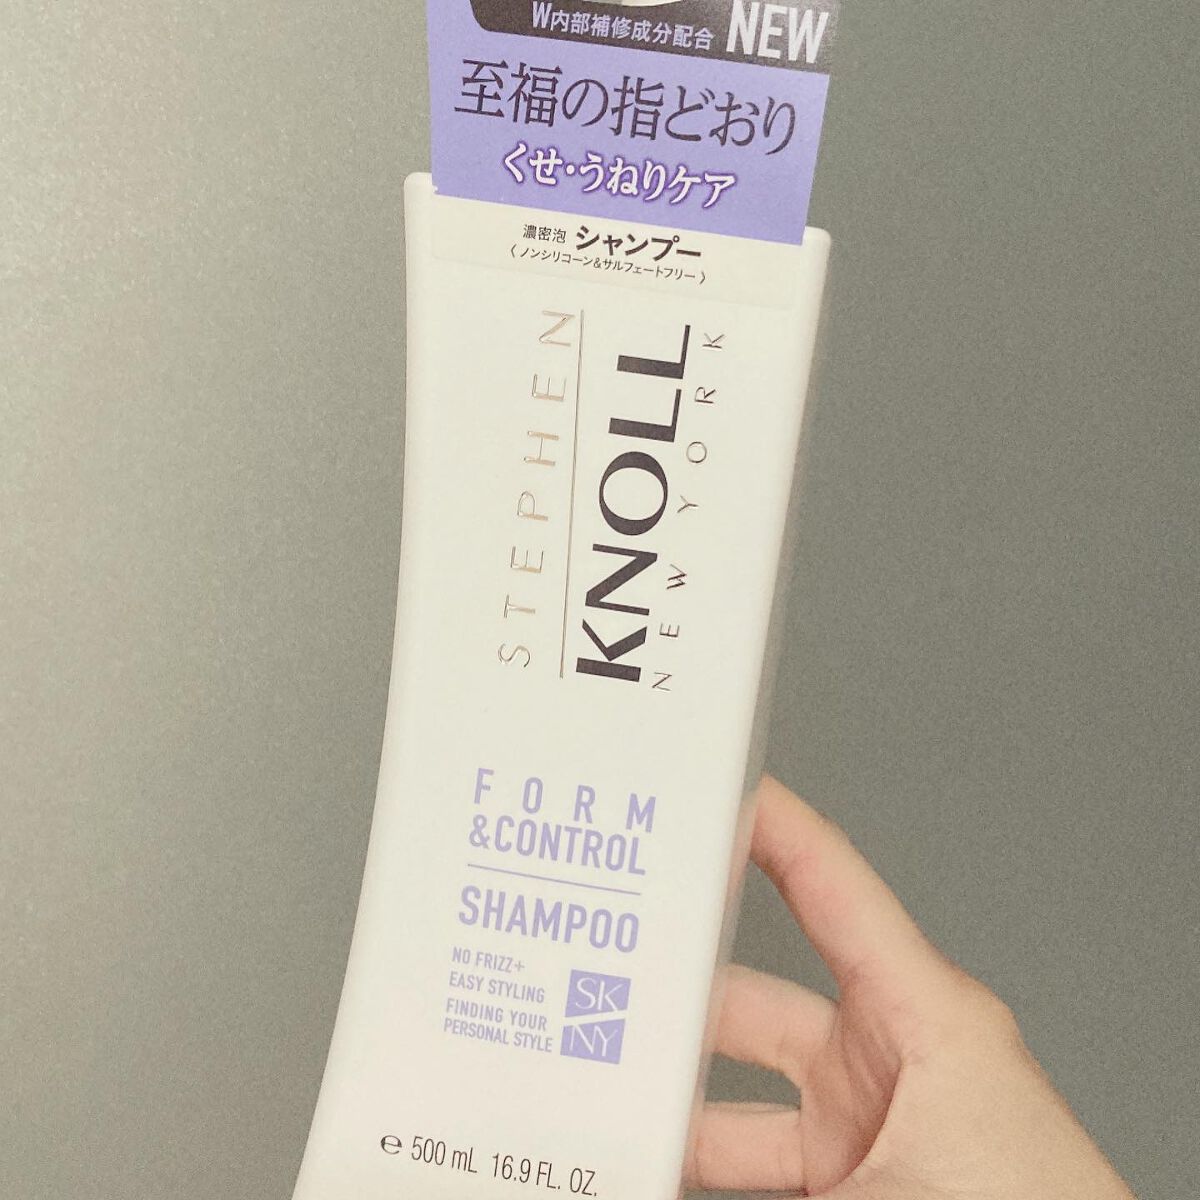 W内部補修成分配合
NEW
至福の指どおり
くせ・うねりケア
濃密泡 シャンプー
〈ノンシリコーン&サルフェートフリー〉
STEPHEN
KNOLL
NEW YORK
FORM
&CONTROL
SHAMPOO
NO FRIZZ+
EASY STYLING
FINDING YOUR
PERSONAL STYLE
SK
NY
℮ 500 mL 16.9 FL. OZ.